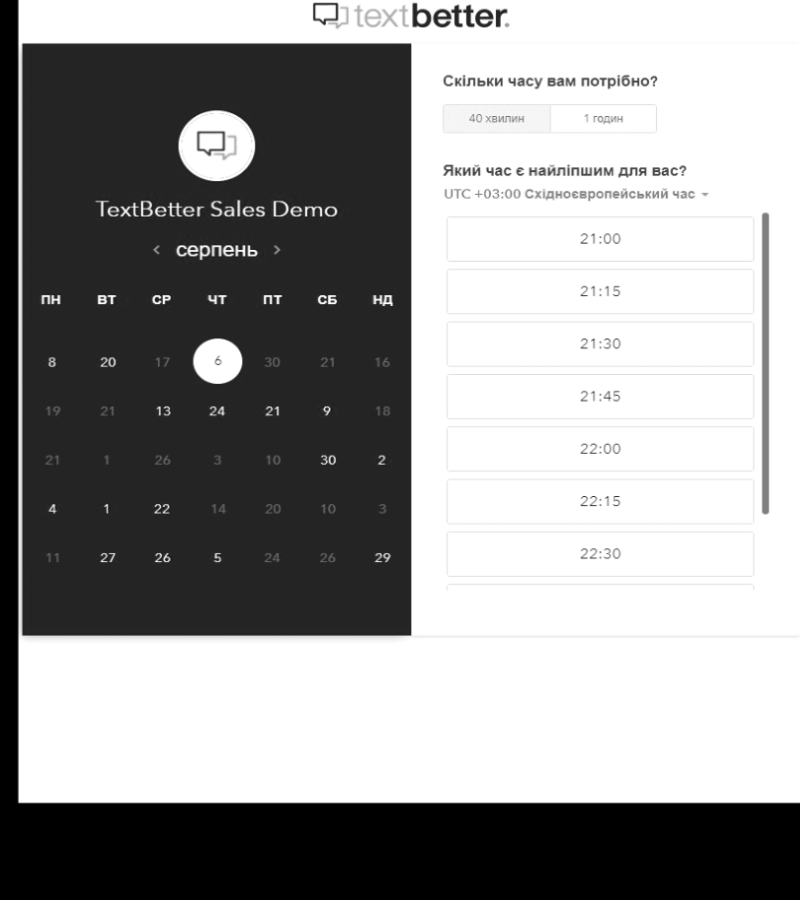 textbetter.
TextBetter Sales Demo
< серпень >
ПН ВТ СР ЧТ ПТ СБ НД
8 20 17 6 30 21 16
19 21 13 24 21 9 18
21 1 26 3 10 30 2
4 1 22 14 20 10 3
11 27 26 5 24 26 29
Скільки часу вам потрібно?
40 хвилин 1 годин
Який час є найліпшим для вас?
UTC +03:00 Східноєвропейський час
21:00
21:15
21:30
21:45
22:00
22:15
22:30